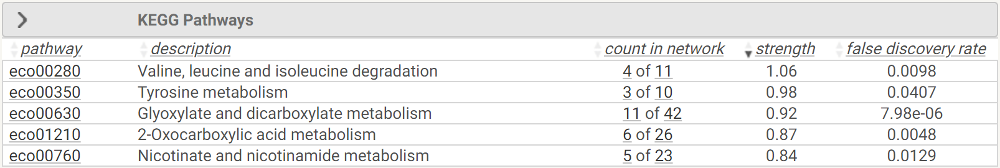 KEGG Pathways
pathway description count in network strength false discovery rate
eco00280 Valine, leucine and isoleucine degradation 4 of 11 1.06 0.0098
eco00350 Tyrosine metabolism 3 of 10 0.98 0.0407
eco00630 Glyoxylate and dicarboxylate metabolism 11 of 42 0.92 7.98e-06
eco01210 2-Oxocarboxylic acid metabolism 6 of 26 0.87 0.0048
eco00760 Nicotinate and nicotinamide metabolism 5 of 23 0.84 0.0129